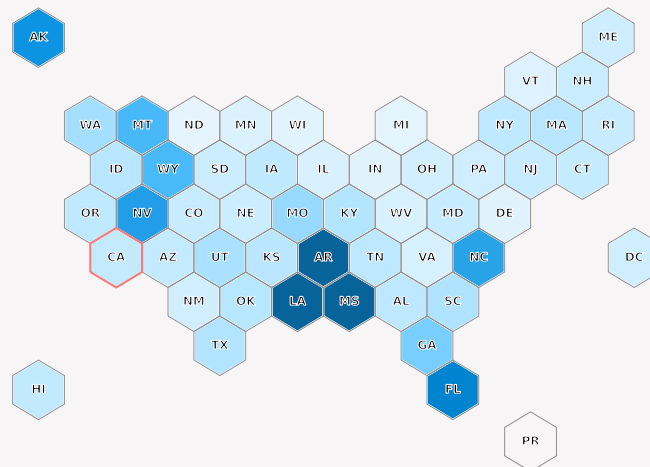 AK
ME
VT NH
WA MT ND MN WI MI NY MA RI
ID WY SD IA IL IN OH PA NJ CT
OR NV CO NE MO KY WV MD DE
CA AZ UT KS AR TN VA NC DC
NM OK LA MS AL SC
TX GA
HI FL
PR